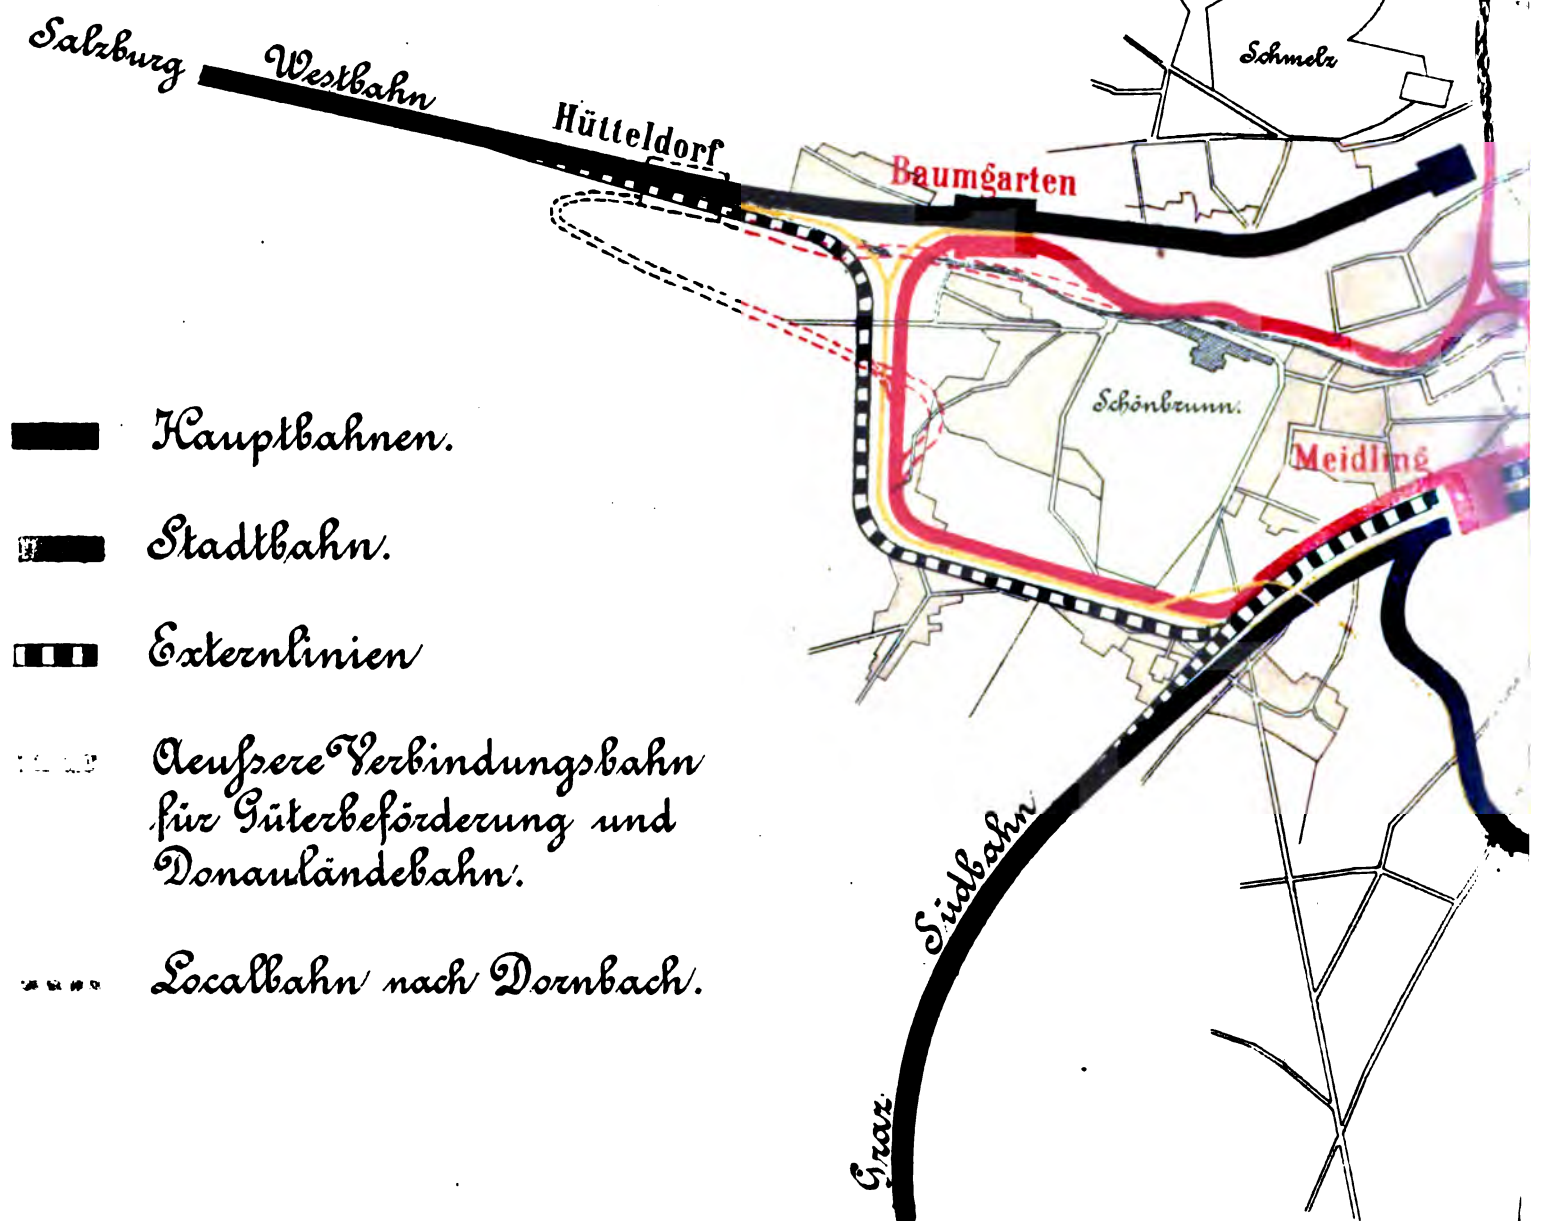 Salzburg
Westbahn
Hütteldorf
Schmelz
Baumgarten
Schönbrunn.
Meidling
Hauptbahnen.
Stadtbahn.
Externlinien
Aeußere Verbindungsbahn
für Güterbeförderung und
Donauländebahn.
Localbahn nach Dornbach.
Südbahn
Graz